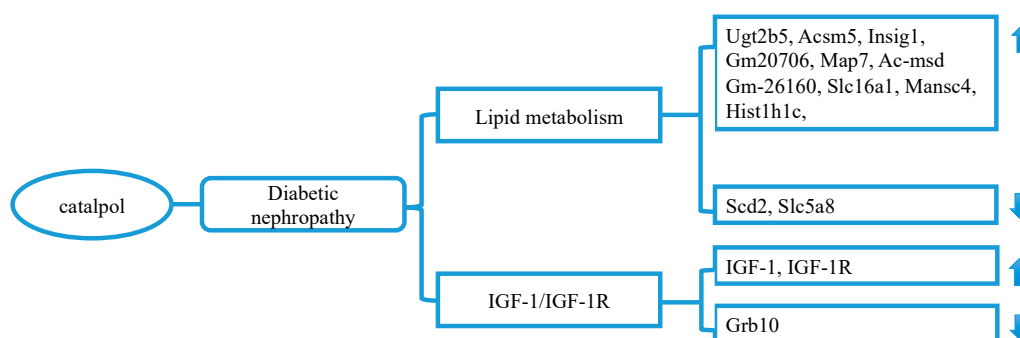 catalpol
Diabetic
nephropathy
Lipid metabolism
Ugt2b5, Acsm5, Insig1,
Gm20706, Map7, Ac-msd
Gm-26160, Slc16a1, Mansc4,
Hist1h1c,
Scd2, Slc5a8
IGF-1/IGF-1R
IGF-1, IGF-1R
Grb10